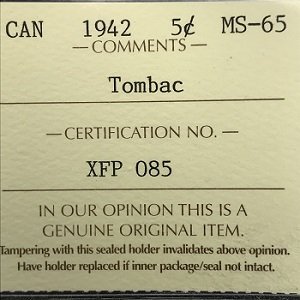 CAN 1942 5¢ MS-65
— COMMENTS —
Tombac
— CERTIFICATION NO. —
XFP 085
IN OUR OPINION THIS IS A
GENUINE ORIGINAL ITEM.
Tampering with this sealed holder invalidates above opinion.
Have holder replaced if inner package/seal not intact.